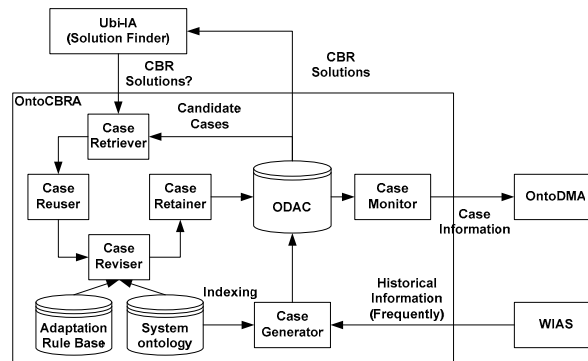 Ubi-IA
(Solution Finder)
CBR
Solutions?
CBR
Solutions
OntoCBRA
Candidate
Cases
Case
Retriever
Case
Reuser
Case
Retainer
ODAC
Case
Monitor
OntoDMA
Case
Information
Case
Reviser
Indexing
Historical
Information
(Frequently)
Adaptation
Rule Base
System
ontology
Case
Generator
WIAS